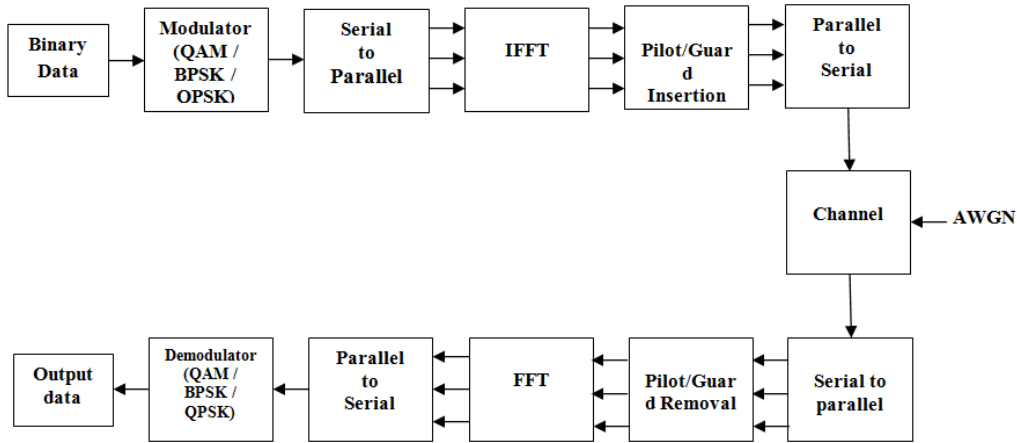 Binary
Data
Modulator
(QAM /
BPSK /
QPSK)
Serial
to
Parallel
IFFT
Pilot/Guar
d
Insertion
Parallel
to
Serial
Channel
AWGN
Output
data
Demodulator
(QAM /
BPSK /
QPSK)
Parallel
to
Serial
FFT
Pilot/Guar
d Removal
Serial to
parallel